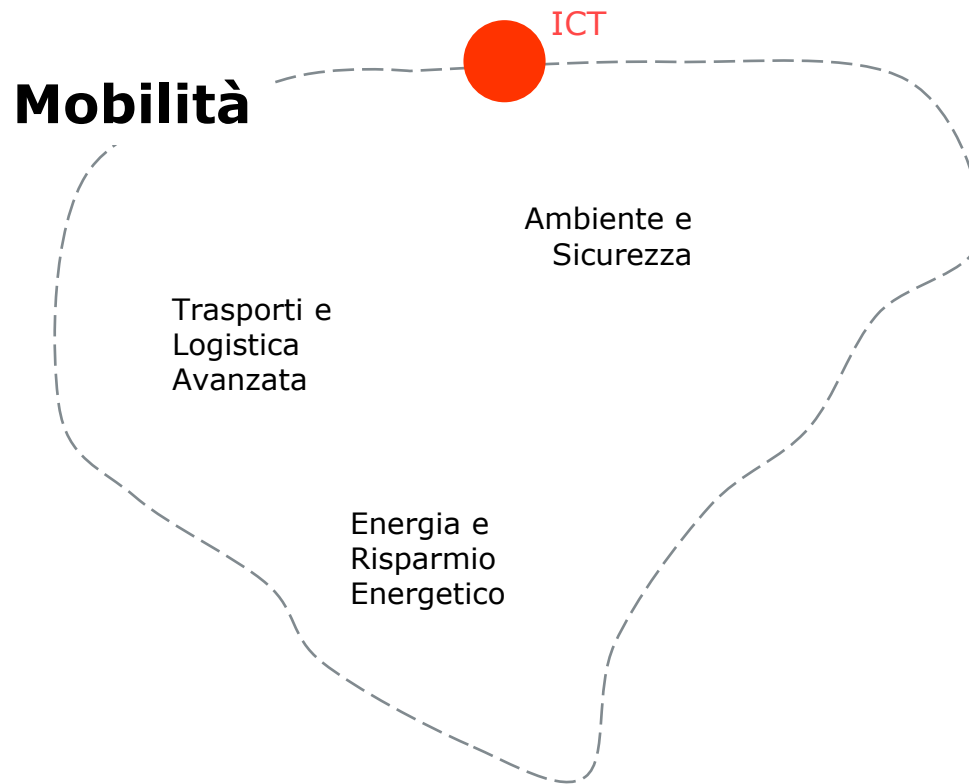 ICT
Mobilità
Ambiente e
Sicurezza
Trasporti e
Logistica
Avanzata
Energia e
Risparmio
Energetico